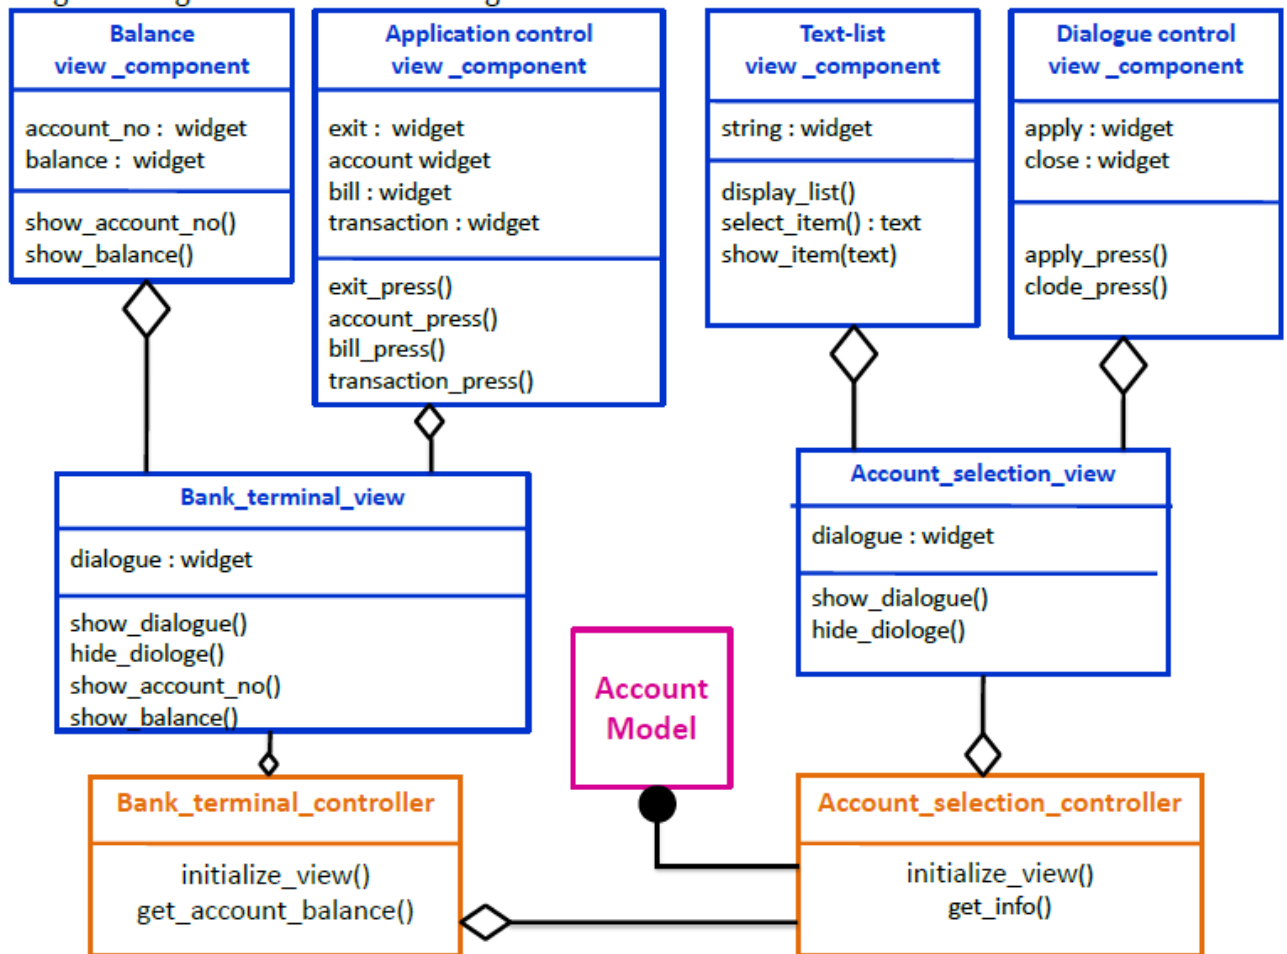 Balance
view _component
account_no :  widget
balance :  widget
show_account_no()
show_balance()
Application control
view _component
exit :  widget
account widget
bill : widget
transaction : widget
exit_press()
account_press()
bill_press()
transaction_press()
Text-list
view _component
string : widget
display_list()
select_item() : text
show_item(text)
Dialogue control
view _component
apply : widget
close : widget
apply_press()
clode_press()
Bank_terminal_view
dialogue : widget
show_dialogue()
hide_diologe()
show_account_no()
show_balance()
Account_selection_view
dialogue : widget
show_dialogue()
hide_diologe()
Account
Model
Bank_terminal_controller
initialize_view()
get_account_balance()
Account_selection_controller
initialize_view()
get_info()